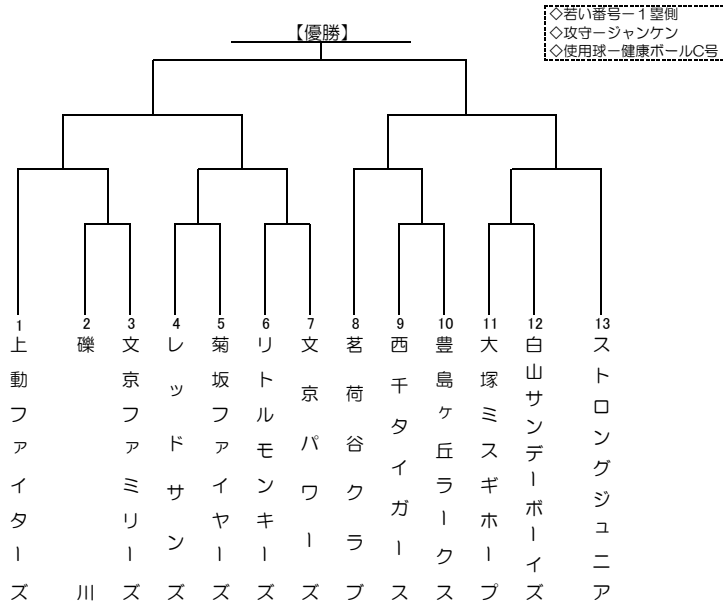 【優勝】
◇若い番号－１塁側
◇攻守－ジャンケン
◇使用球－健康ボールC号
1
上動ファイターズ
2
礫川
3
文京ファミリーズ
4
レッドサンズ
5
菊坂ファイヤーズ
6
リトルモンキーズ
7
文京パワーズ
8
茗荷谷クラブ
9
西千タイガース
10
豊島ヶ丘ラークス
11
大塚ミスギホープ
12
白山サンデーボーイズ
13
ストロングジュニア